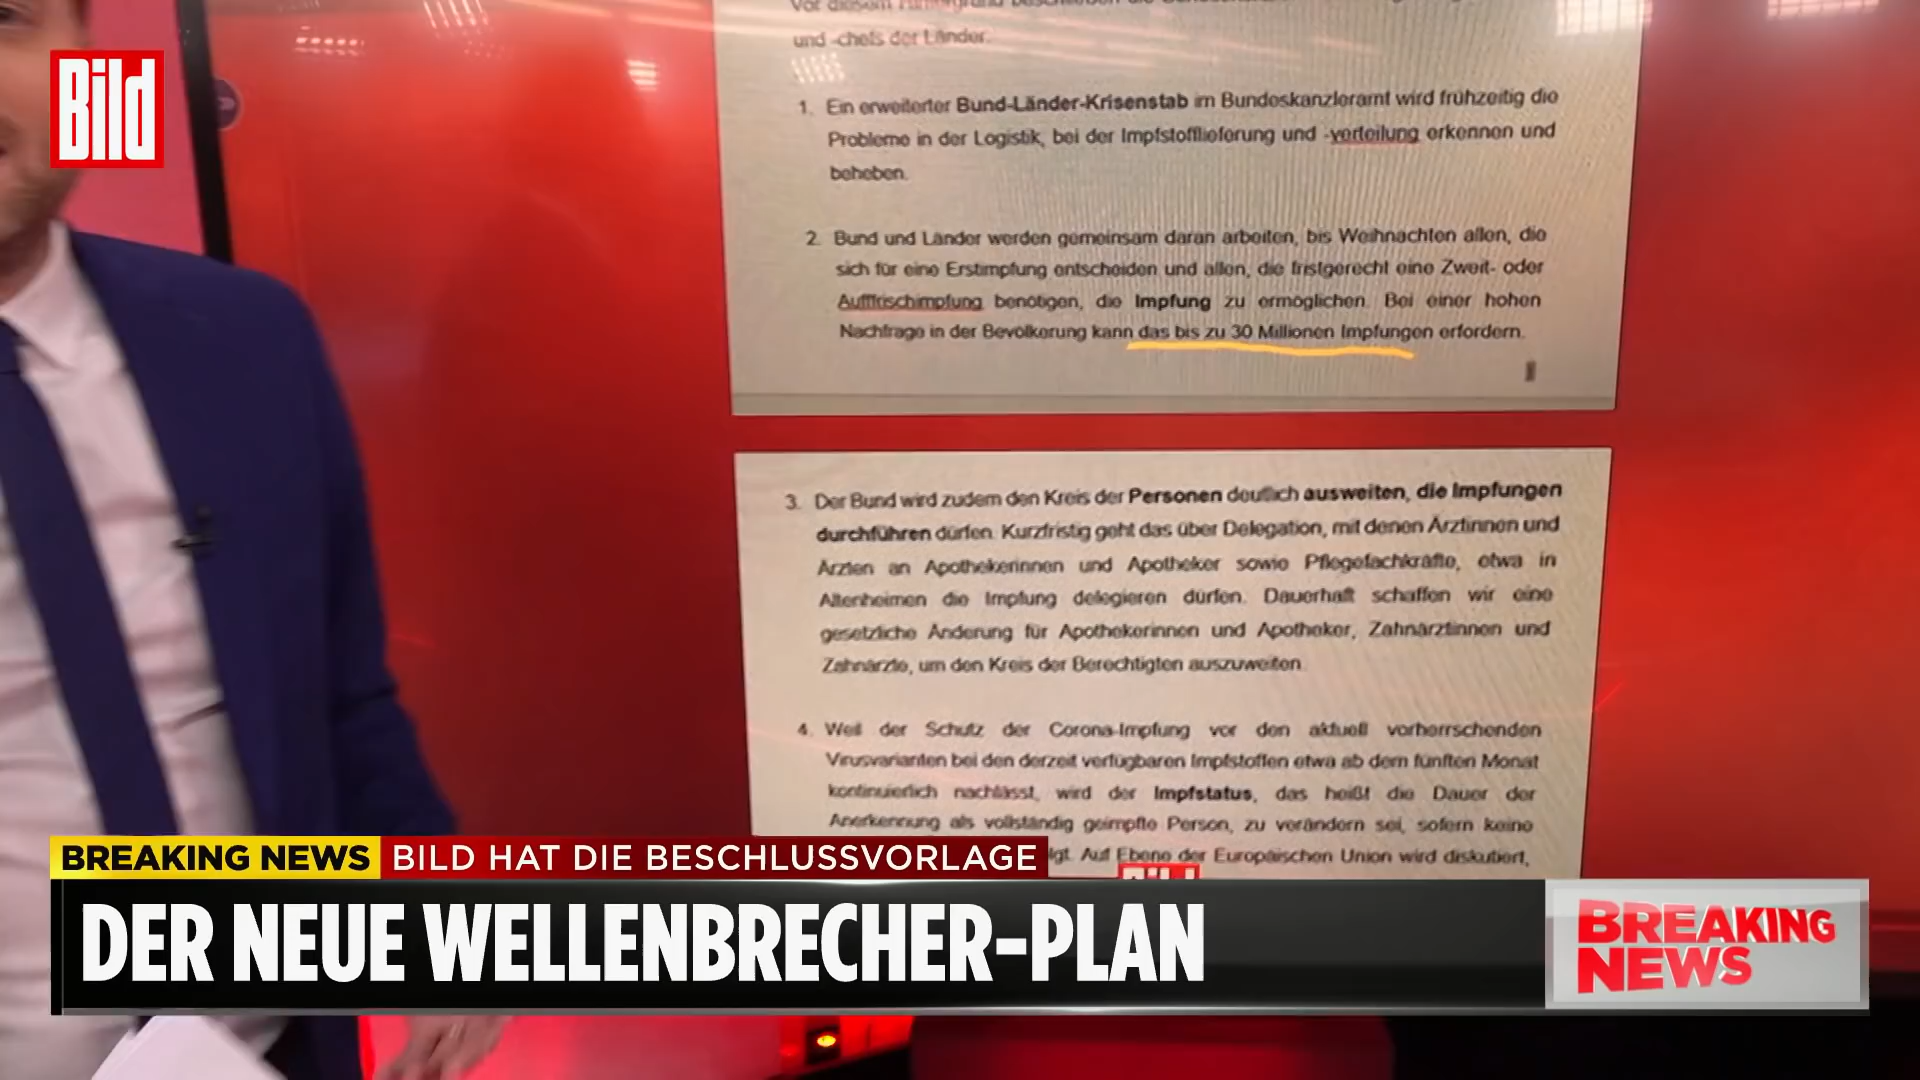 Bild
und -chefs der Länder.
1. Ein erweiterter Bund-Länder-Krisenstab im Bundeskanzleramt wird frühzeitig die
Probleme in der Logistik, bei der Impfstofflieferung und -verteilung erkennen und
beheben.
2. Bund und Länder werden gemeinsam daran arbeiten, bis Weihnachten allen, die
sich für eine Erstimpfung entscheiden und allen, die fristgerecht eine Zweit- oder
Aufffrischimpfung benötigen, die Impfung zu ermöglichen. Bei einer hohen
Nachfrage in der Bevölkerung kann das bis zu 30 Millionen Impfungen erfordern.
3. Der Bund wird zudem den Kreis der Personen deutlich ausweiten, die Impfungen
durchführen dürfen. Kurzfristig geht das über Delegation, mit denen Ärztinnen und
Ärzten an Apothekerinnen und Apotheker sowie Pflegefachkräfte, etwa in
Altenheimen die Impfung delegieren dürfen. Dauerhaft schaffen wir eine
gesetzliche Änderung für Apothekerinnen und Apotheker, Zahnärztinnen und
Zahnärzte, um den Kreis der Berechtigten auszuweiten.
4. Weil der Schutz der Corona-Impfung vor den aktuell vorherrschenden
Virusvarianten bei den derzeit verfügbaren Impfstoffen etwa ab dem fünften Monat
kontinuierlich nachlässt, wird der Impfstatus, das heißt die Dauer der
Anerkennung als vollständig geimpfte Person, zu verändern sei, sofern keine
Auf Ebene der Europäischen Union wird diskutiert,
BREAKING NEWS BILD HAT DIE BESCHLUSSVORLAGE
DER NEUE WELLENBRECHER-PLAN
BREAKING
NEWS